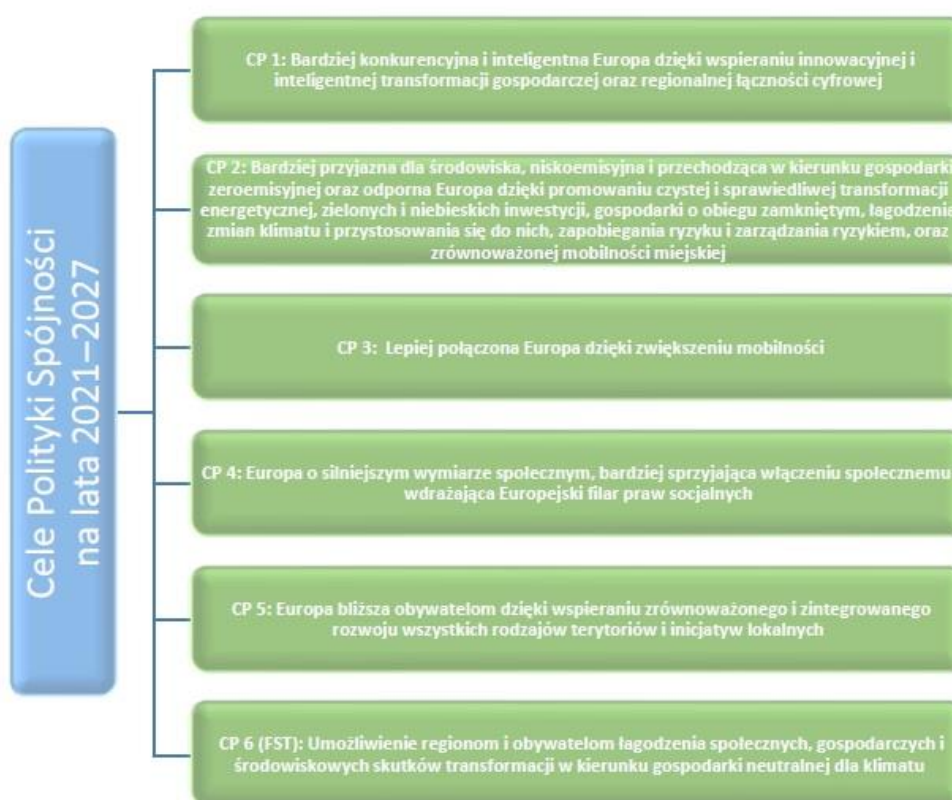 Cele Polityki Spójności
na lata 2021–2027
CP 1: Bardziej konkurencyjna i inteligentna Europa dzięki wspieraniu innowacyjnej i
inteligentnej transformacji gospodarczej oraz regionalnej łączności cyfrowej
CP 2: Bardziej przyjazna dla środowiska, niskoemisyjna i przechodząca w kierunku gospodarki
zeroemisyjnej oraz odporna Europa dzięki promowaniu czystej i sprawiedliwej transformacji
energetycznej, zielonych i niebieskich inwestycji, gospodarki o obiegu zamkniętym, łagodzenia
zmian klimatu i przystosowania się do nich, zapobiegania ryzyku i zarządzania ryzykiem, oraz
zrównoważonej mobilności miejskiej
CP 3: Lepiej połączona Europa dzięki zwiększeniu mobilności
CP 4: Europa o silniejszym wymiarze społecznym, bardziej sprzyjająca włączeniu społecznemu
wdrażająca Europejski filar praw socjalnych
CP 5: Europa bliższa obywatelom dzięki wspieraniu zrównoważonego i zintegrowanego
rozwoju wszystkich rodzajów terytoriów i inicjatyw lokalnych
CP 6 (FST): Umożliwienie regionom i obywatelom łagodzenia społecznych, gospodarczych i
środowiskowych skutków transformacji w kierunku gospodarki neutralnej dla klimatu